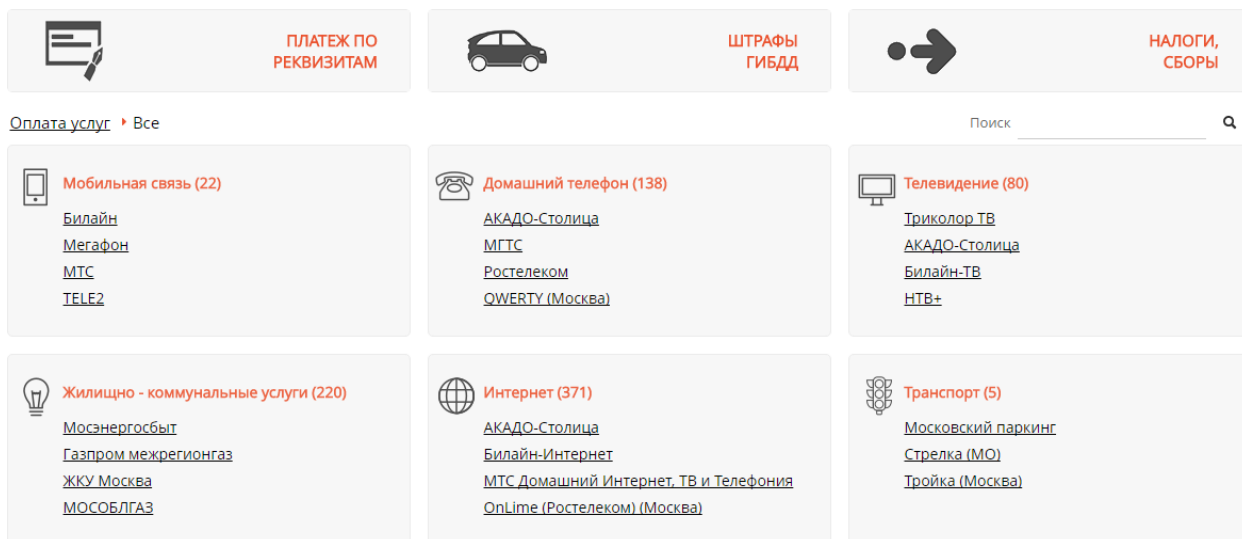 ПЛАТЕЖ ПО
РЕКВИЗИТАМ
ШТРАФЫ
ГИБДД
НАЛОГИ,
СБОРЫ
Оплата услуг Все
Поиск
Мобильная связь (22)
Билайн
Мегафон
МТС
TELE2
Домашний телефон (138)
АКАДО-Столица
МГТС
Ростелеком
QWERTY (Москва)
Телевидение (80)
Триколор ТВ
АКАДО-Столица
Билайн-ТВ
НТВ+
Жилищно - коммунальные услуги (220)
Мосэнергосбыт
Газпром межрегионгаз
ЖКУ Москва
МОСОБЛГАЗ
Интернет (371)
АКАДО-Столица
Билайн-Интернет
МТС Домашний Интернет, ТВ и Телефония
OnLime (Ростелеком) (Москва)
Транспорт (5)
Московский паркинг
Стрелка (МО)
Тройка (Москва)